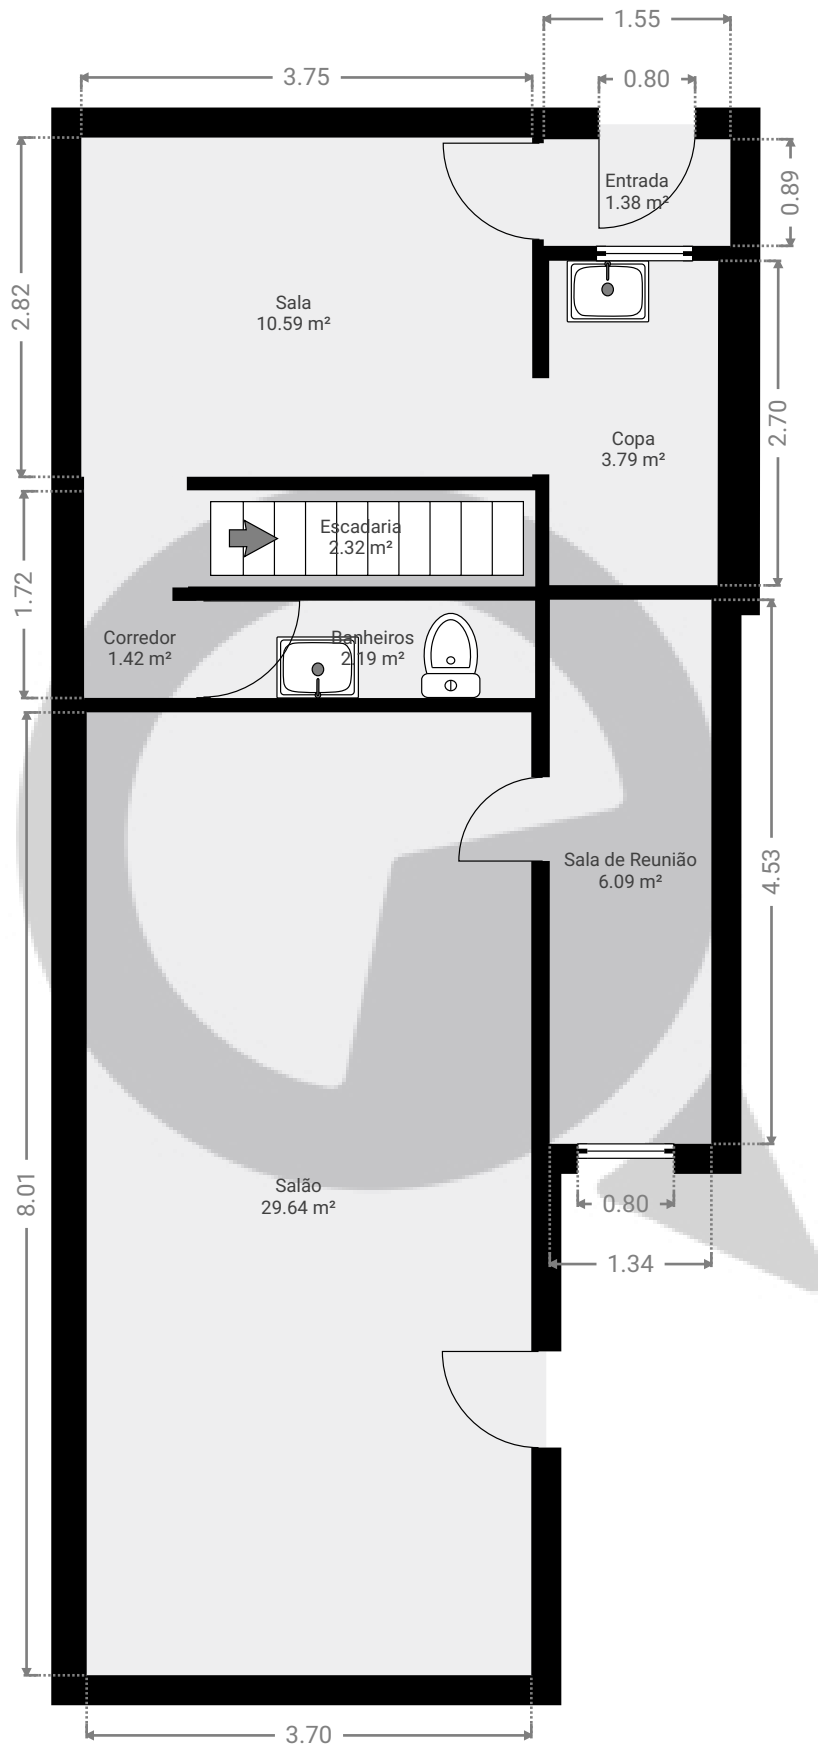 1.55
3.75
0.80
Entrada
1.38 m²
0.89
Sala
10.59 m²
2.82
Copa
3.79 m²
2.70
Escadaria
2.32 m²
1.72
Corredor
1.42 m²
Banheiros
2.19 m²
Sala de Reunião
6.09 m²
4.53
Salão
29.64 m²
8.01
0.80
1.34
3.70